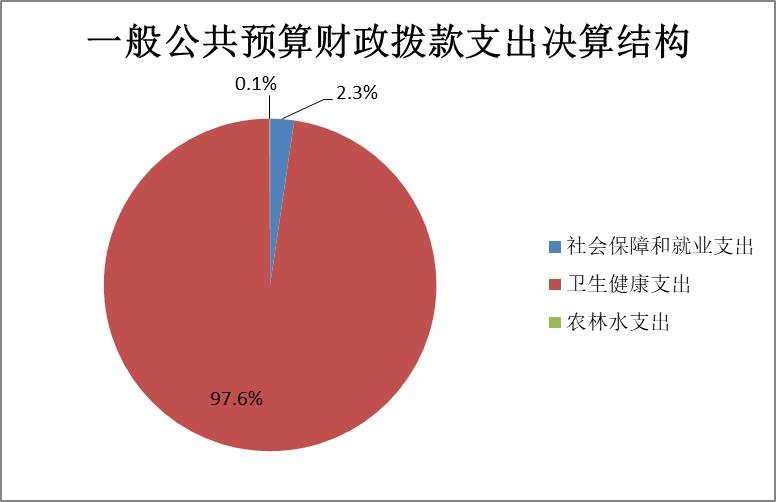 一般公共预算财政拨款支出决算结构
0.1%
2.3%
97.6%
社会保障和就业支出
卫生健康支出
农林水支出